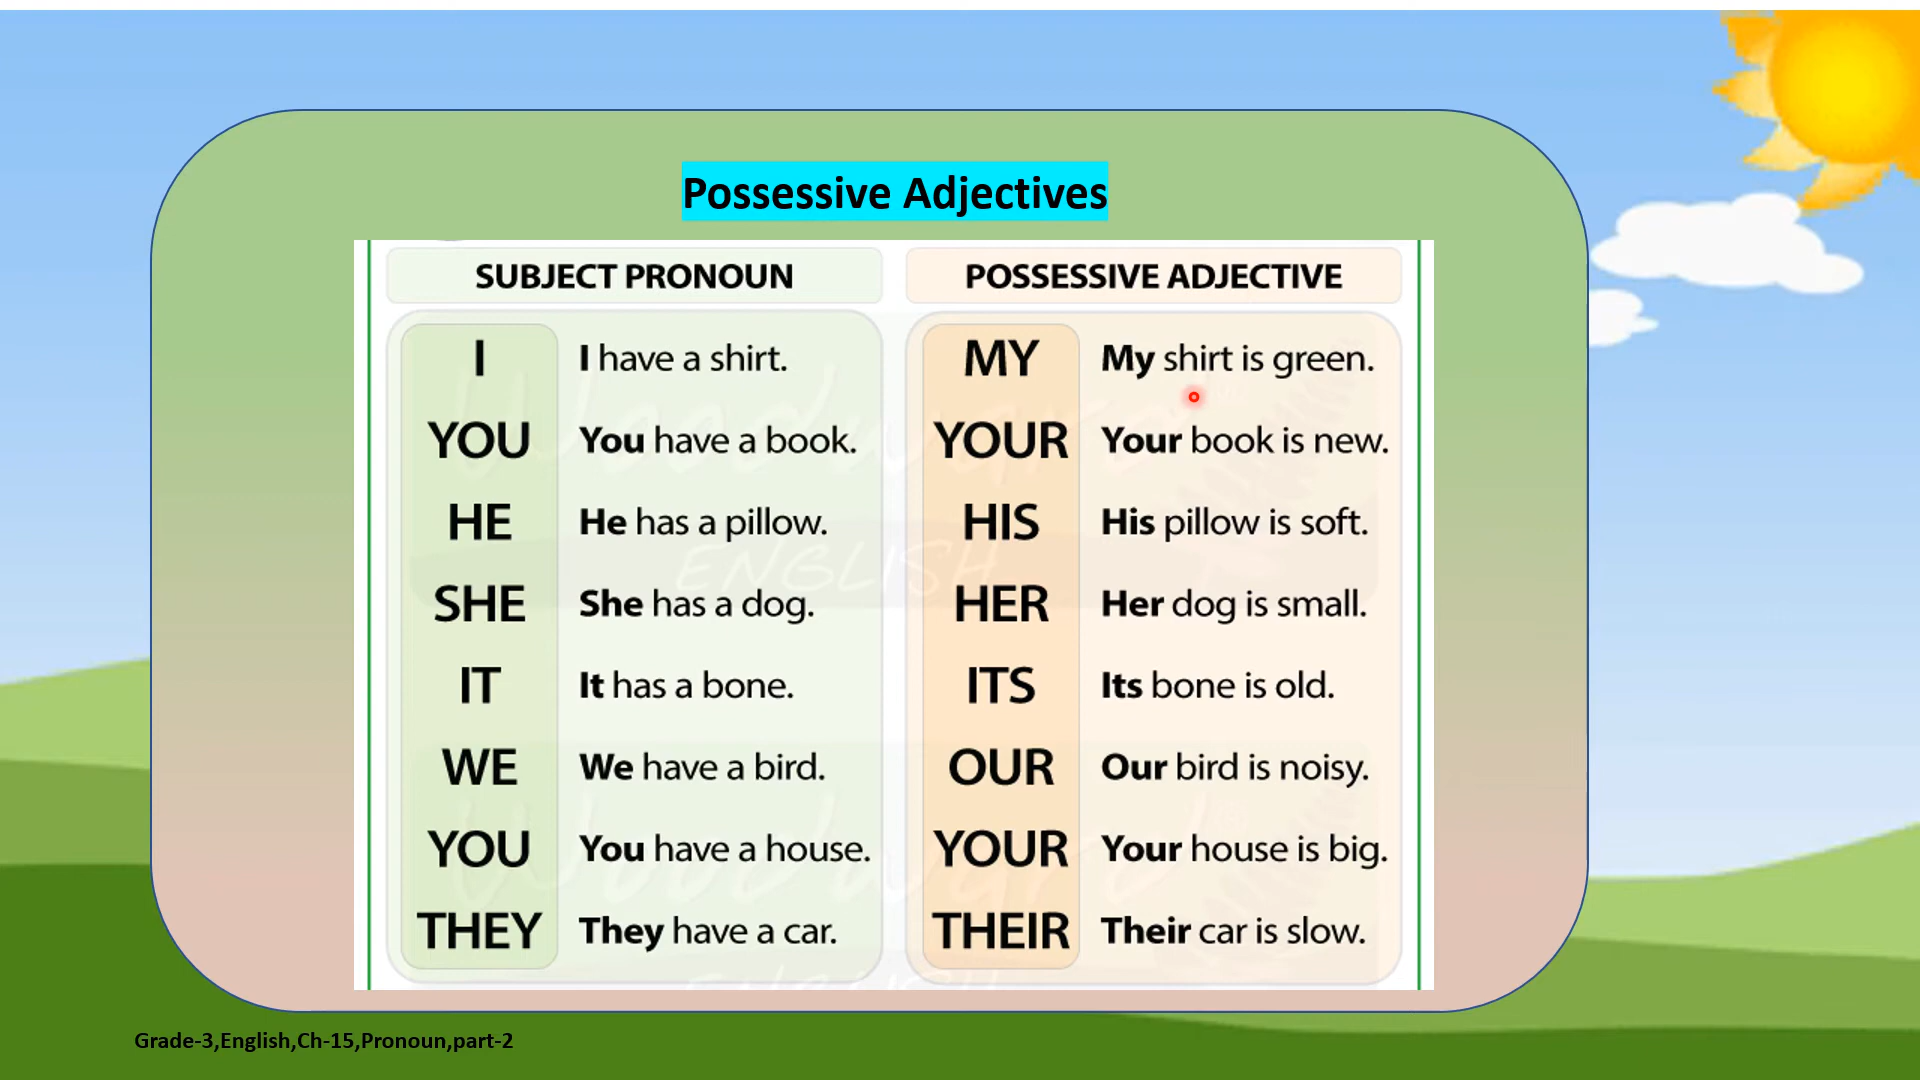 Possessive Adjectives
SUBJECT PRONOUN POSSESSIVE ADJECTIVE
I I have a shirt. MY My shirt is green.
YOU You have a book. YOUR Your book is new.
HE He has a pillow. HIS His pillow is soft.
SHE She has a dog. HER Her dog is small.
IT It has a bone. ITS Its bone is old.
WE We have a bird. OUR Our bird is noisy.
YOU You have a house. YOUR Your house is big.
THEY They have a car. THEIR Their car is slow.
Woodward
ENGLISH
Woodward
ENGLISH
Grade-3,English,Ch-15,Pronoun,part-2